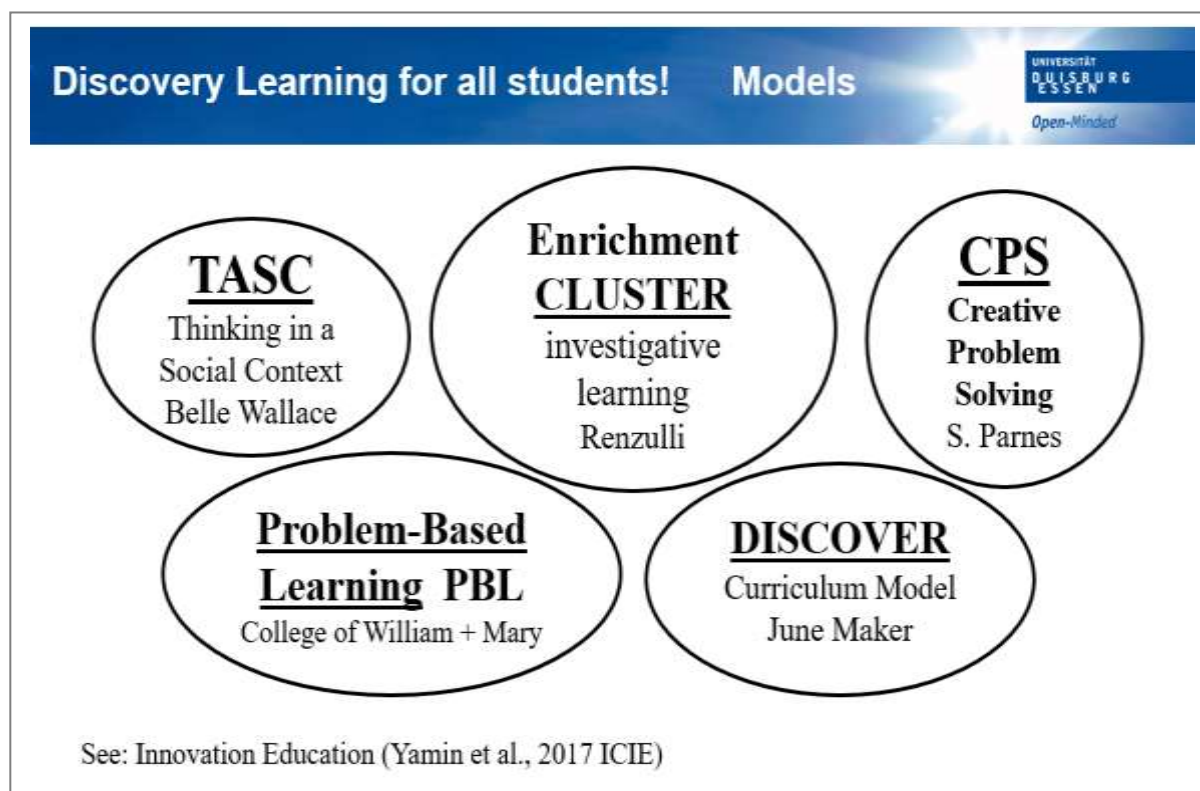 Discovery Learning for all students! Models
UNIVERSITÄT
DUISBURG
ESSEN
Open-Minded
TASC
Thinking in a
Social Context
Belle Wallace
Enrichment
CLUSTER
investigative
learning
Renzulli
CPS
Creative
Problem
Solving
S. Parnes
Problem-Based
Learning PBL
College of William + Mary
DISCOVER
Curriculum Model
June Maker
See: Innovation Education (Yamin et al., 2017 ICIE)